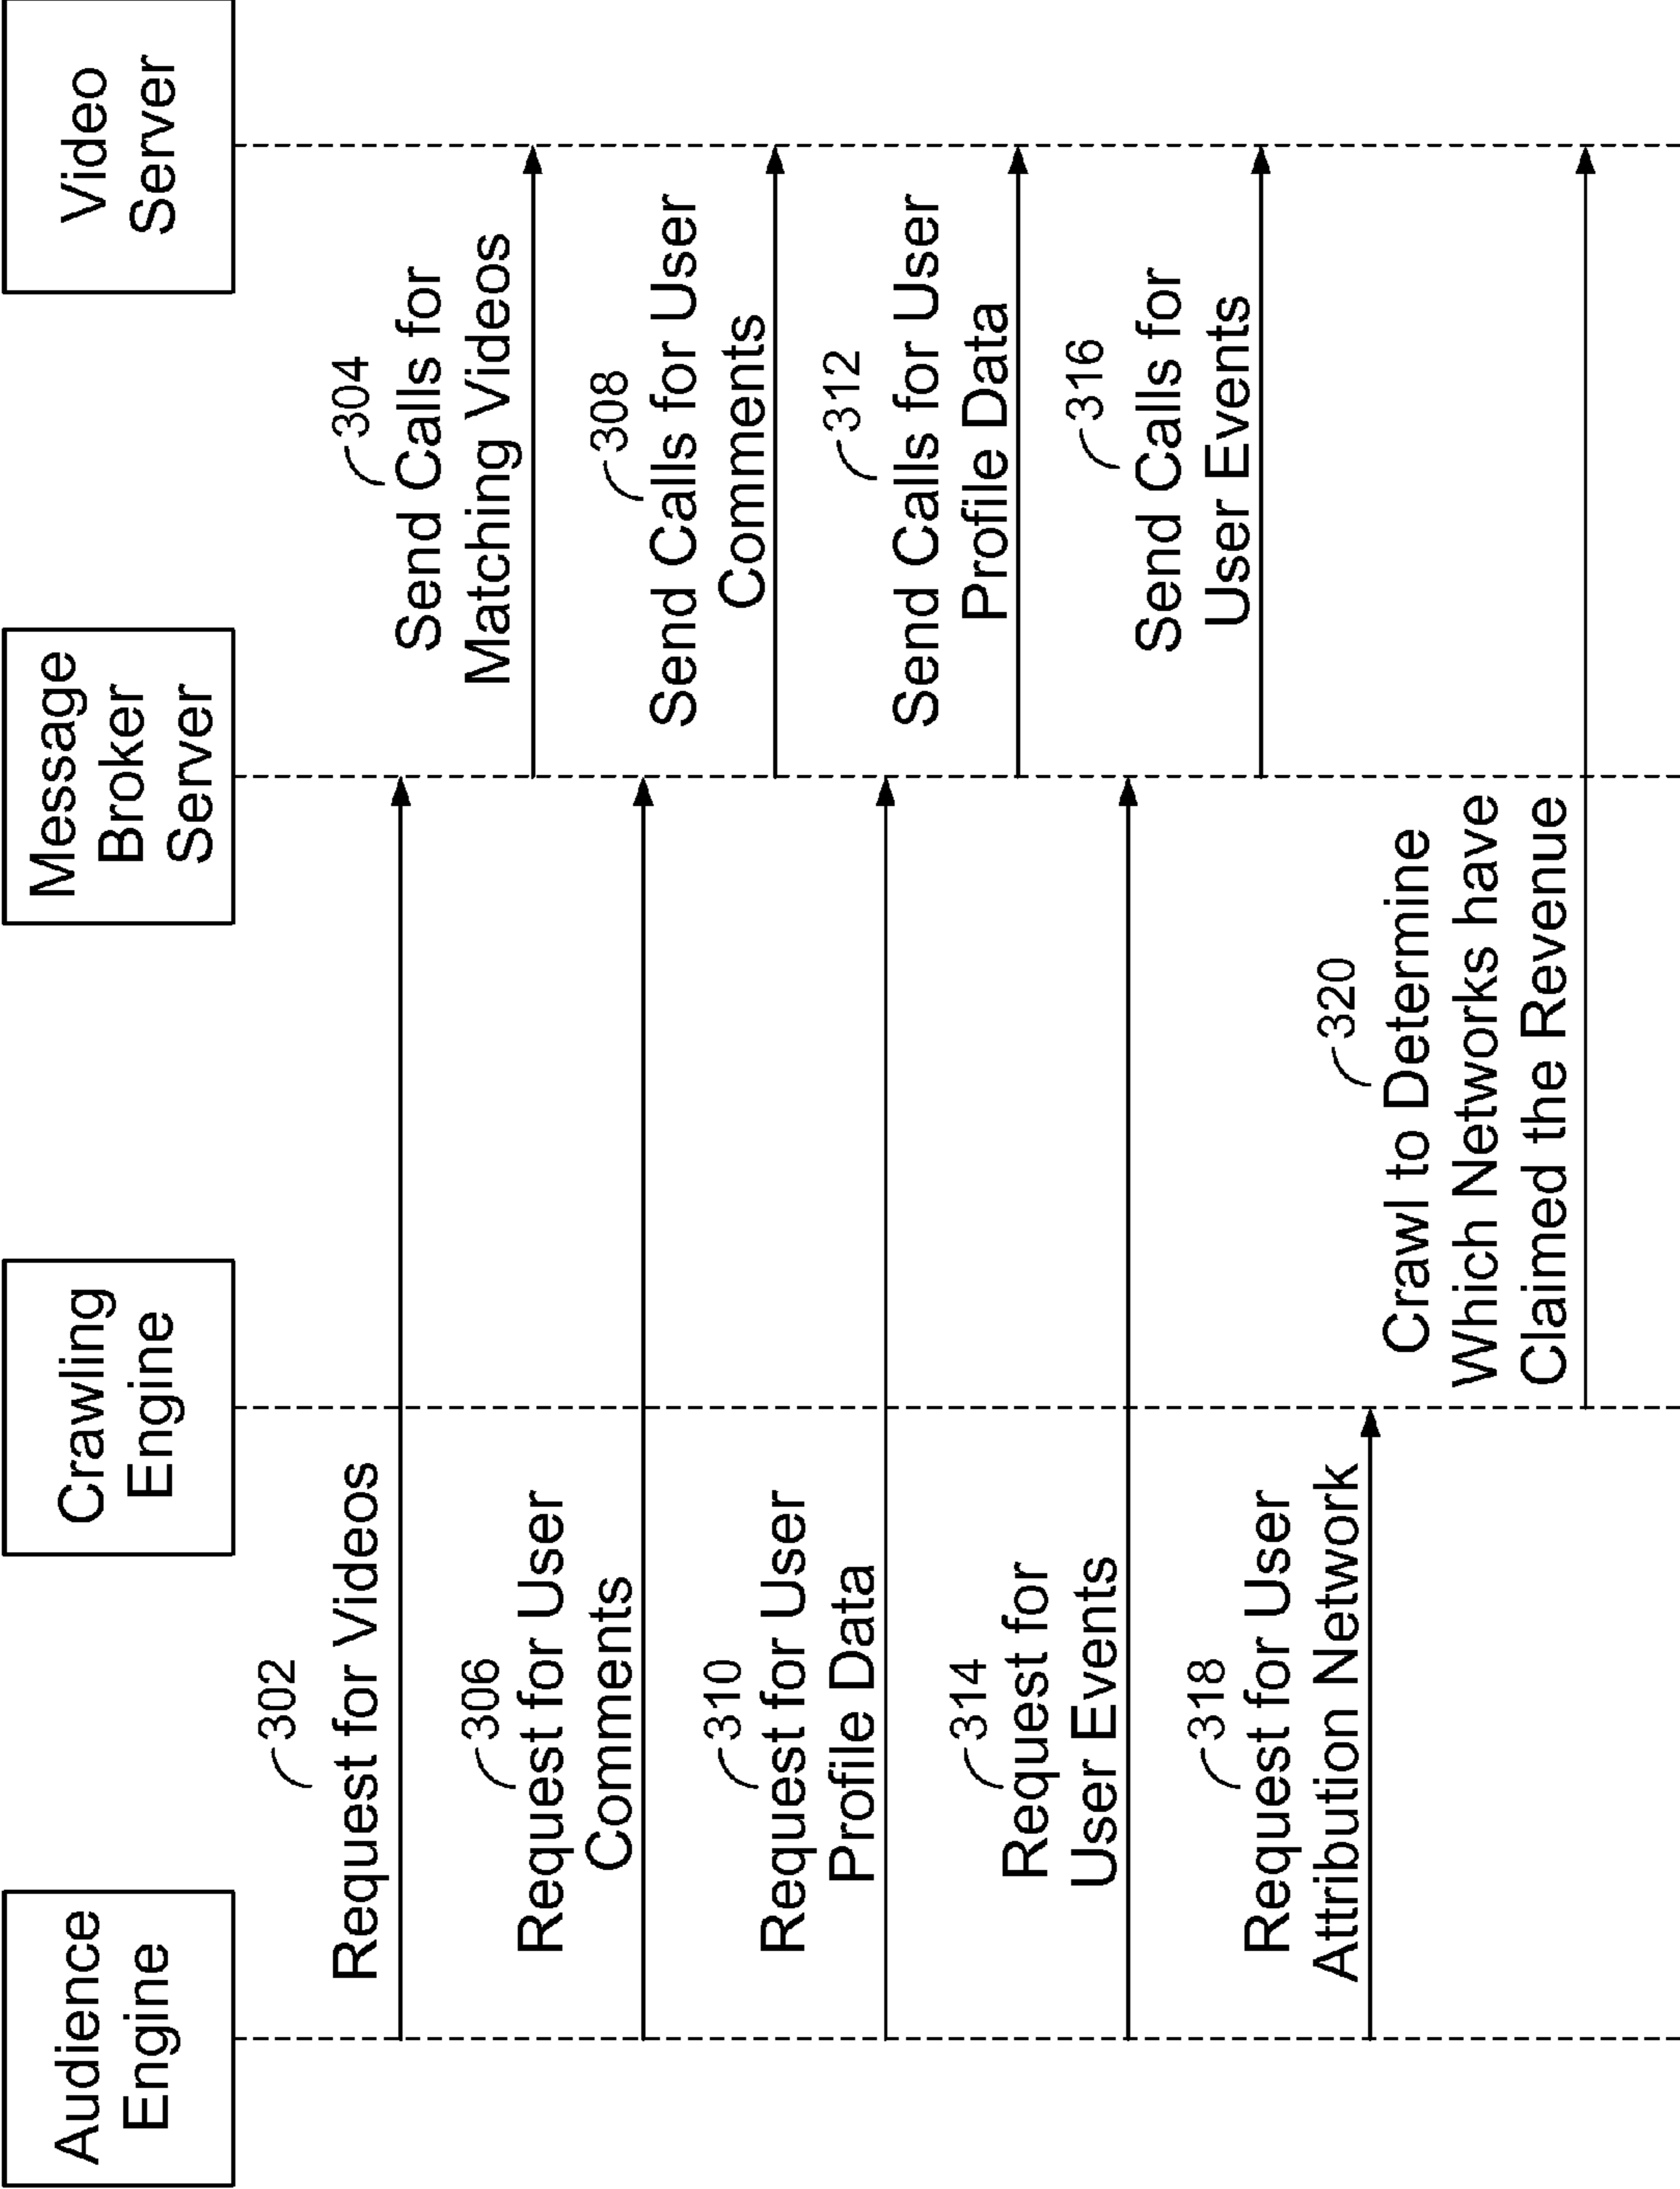 Audience
Engine
Crawling
Engine
Message
Broker
Server
Video
Server
302
Request for Videos
304
Send Calls for
Matching Videos
306
Request for User
Comments
308
Send Calls for User
Comments
310
Request for User
Profile Data
312
Send Calls for User
Profile Data
314
Request for
User Events
316
Send Calls for
User Events
318
Request for User
Attribution Network
320
Crawl to Determine
Which Networks have
Claimed the Revenue